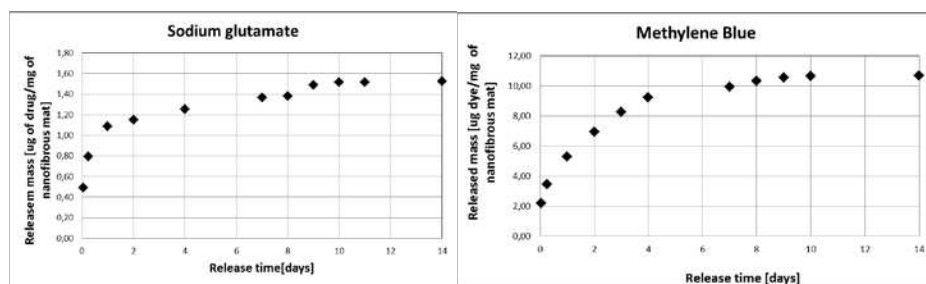 Sodium glutamate
Releasem mass [ug of drug/mg of
nanofibrous mat]
1,80
1,60
1,40
1,20
1,00
0,80
0,60
0,40
0,20
0,00
0 2 4 6 8 10 12 14
Release time[days]
Methylene Blue
Released mass [ug dye/mg of
nanofibrous mat]
12,00
10,00
8,00
6,00
4,00
2,00
0,00
0 2 4 6 8 10 12 14
Release time [days]